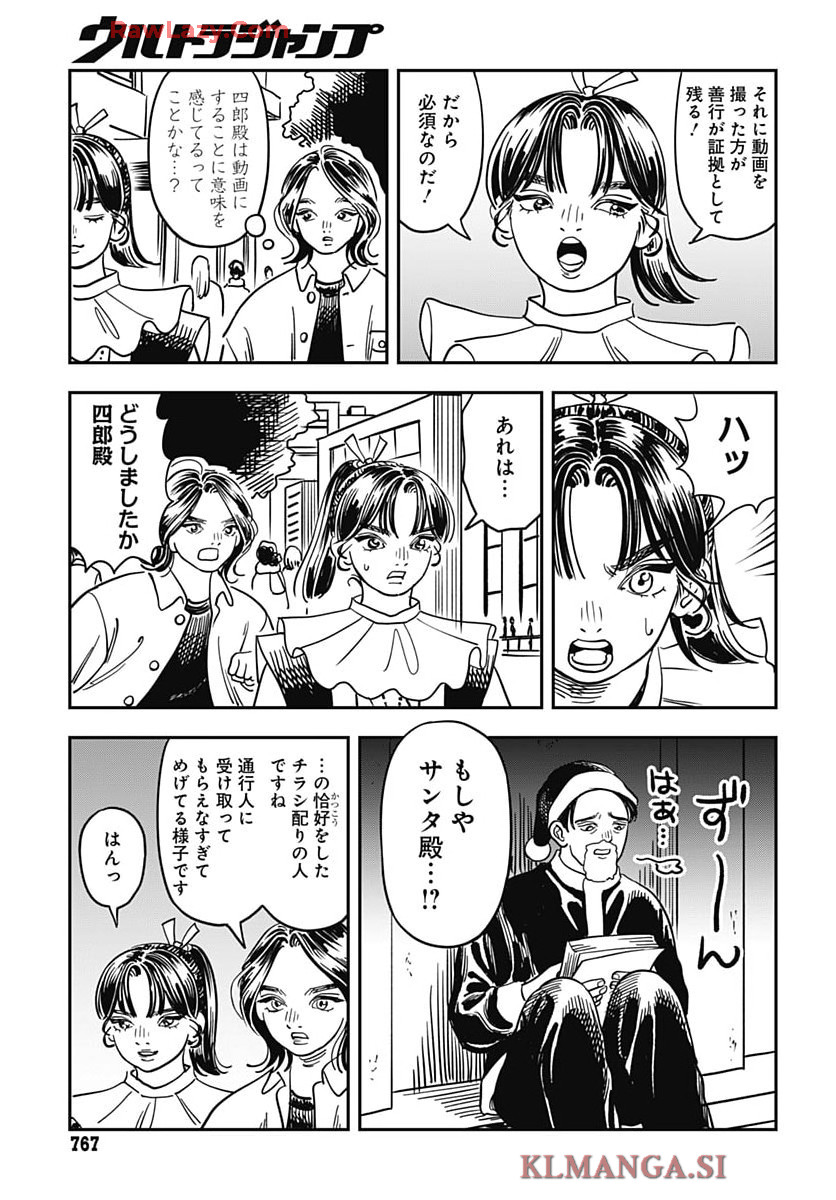 ウルトラジャンプ
RawLazy.Com
それに動画を
撮った方が
善行が証拠として
残る！
だから
必須なのだ！
四郎殿は動画に
することに意味を
感じてるって
ことかな…？
ハッ
あれは…
どうしましたか
四郎殿
ず〜〜ん
はぁ…
もしや
サンタ殿…!?
…の恰好をした
かっこう
チラシ配りの人
ですね
通行人に
受け取って
もらえなすぎて
めげてる様子です
はんっ
767
KLMANGA.SI